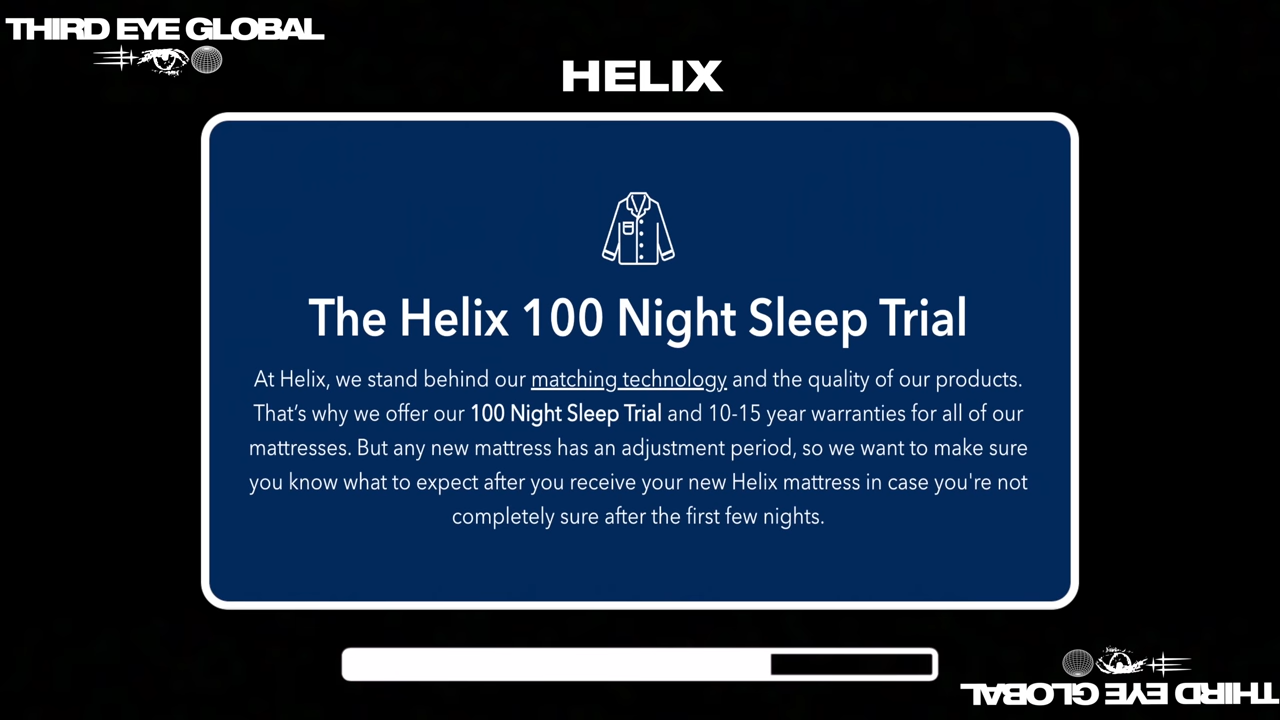 THIRD EYE GLOBAL
HELIX
The Helix 100 Night Sleep Trial
At Helix, we stand behind our matching technology and the quality of our products.
That’s why we offer our 100 Night Sleep Trial and 10-15 year warranties for all of our
mattresses. But any new mattress has an adjustment period, so we want to make sure
you know what to expect after you receive your new Helix mattress in case you're not
completely sure after the first few nights.
THIRD EYE GLOBAL